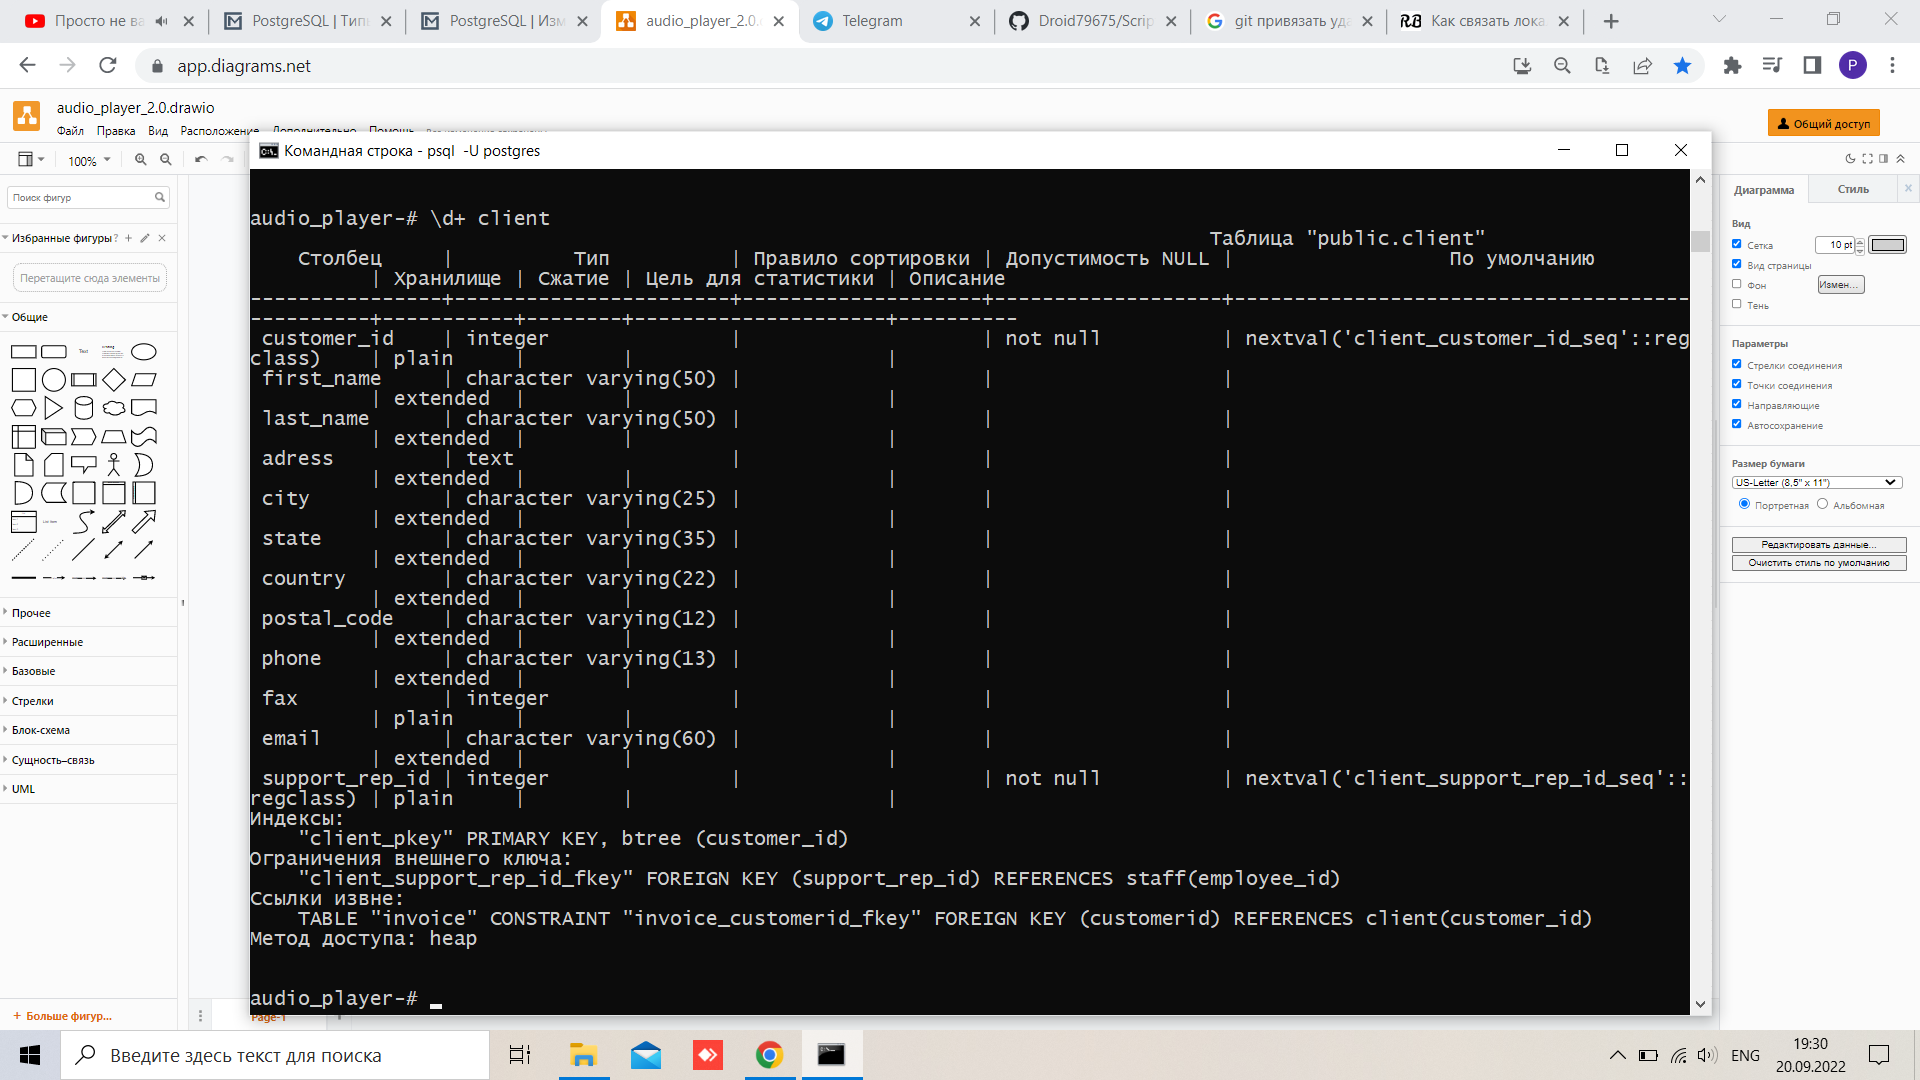 Просто не ва
PostgreSQL | Тип
PostgreSQL | Изм
audio_player_2.0.
Telegram
Droid79675/Scrip
git привязать уда
Как связать лока
app.diagrams.net
P
audio_player_2.0.drawio
Файл Правка Вид Расположение Дополнительно Помощь
Общий доступ
100%
Командная строка - psql -U postgres
Поиск фигур
Избранные фигуры
Перетащите сюда элементы
Общие
Прочее
Расширенные
Базовые
Стрелки
Блок-схема
Сущность–связь
UML
+ Больше фигур...
Page-1
audio_player-# \d+ client
Таблица "public.client"
Столбец | Тип | Правило сортировки | Допустимость NULL | По умолчанию
| Хранилище | Сжатие | Цель для статистики | Описание
----------------+-----------------------+--------------------+--------------------+--------------------------------------
----------+-----------+--------+---------------------+----------
customer_id | integer | | not null | nextval('client_customer_id_seq'::reg
class) | plain | | |
first_name | character varying(50) | | |
| extended | | |
last_name | character varying(50) | | |
| extended | | |
adress | text | | |
| extended | | |
city | character varying(25) | | |
| extended | | |
state | character varying(35) | | |
| extended | | |
country | character varying(22) | | |
| extended | | |
postal_code | character varying(12) | | |
| extended | | |
phone | character varying(13) | | |
| extended | | |
fax | integer | | |
| plain | | |
email | character varying(60) | | |
| extended | | |
support_rep_id | integer | | not null | nextval('client_support_rep_id_seq'::
regclass) | plain | | |
Индексы:
"client_pkey" PRIMARY KEY, btree (customer_id)
Ограничения внешнего ключа:
"client_support_rep_id_fkey" FOREIGN KEY (support_rep_id) REFERENCES staff(employee_id)
Ссылки извне:
TABLE "invoice" CONSTRAINT "invoice_customerid_fkey" FOREIGN KEY (customerid) REFERENCES client(customer_id)
Метод доступа: heap
audio_player-#
Диаграмма Стиль
Вид
Сетка 10 pt
Вид страницы
Фон Измен...
Тень
Параметры
Стрелки соединения
Точки соединения
Направляющие
Автосохранение
Размер бумаги
US-Letter (8,5" x 11")
Портретная Альбомная
Редактировать данные...
Очистить стиль по умолчанию
Введите здесь текст для поиска
ENG
19:30
20.09.2022